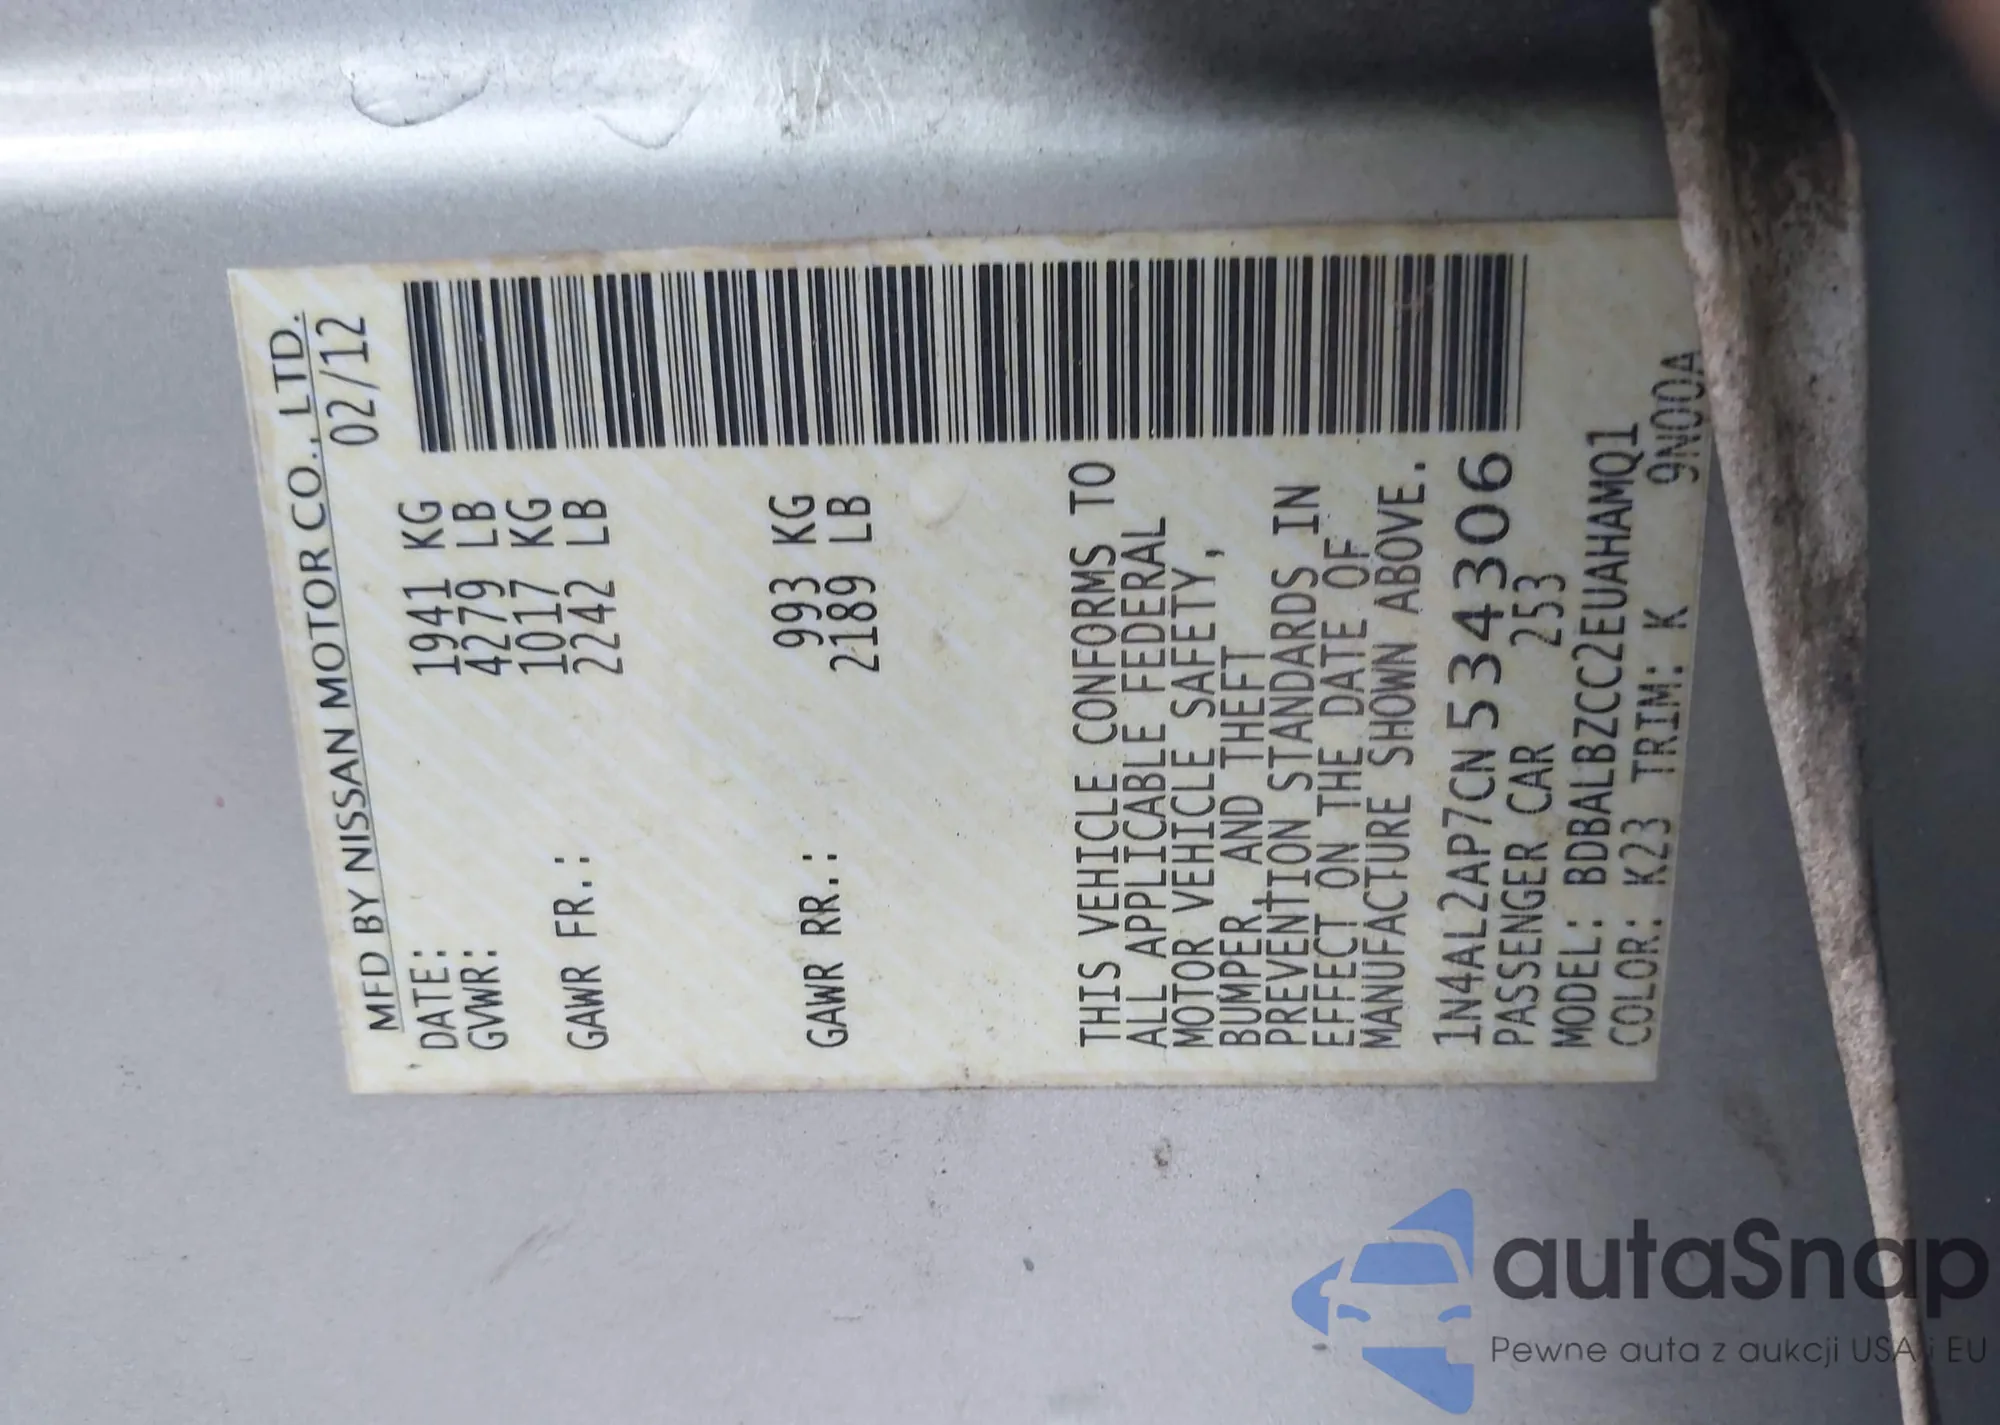 MFD BY NISSAN MOTOR CO., LTD.
DATE: 02/12
GVWR: 1941 KG
4279 LB
GAWR FR.: 1017 KG
2242 LB
GAWR RR.: 993 KG
2189 LB
THIS VEHICLE CONFORMS TO
ALL APPLICABLE FEDERAL
MOTOR VEHICLE SAFETY,
BUMPER, AND THEFT
PREVENTION STANDARDS IN
EFFECT ON THE DATE OF
MANUFACTURE SHOWN ABOVE.
1N4AL2AP7CN534306
PASSENGER CAR 253
MODEL: BDBALBZCC2EUAHAMQ1
COLOR: K23 TRIM: K 9N00A
autaSnap
Pewne auta z aukcji USA i EU